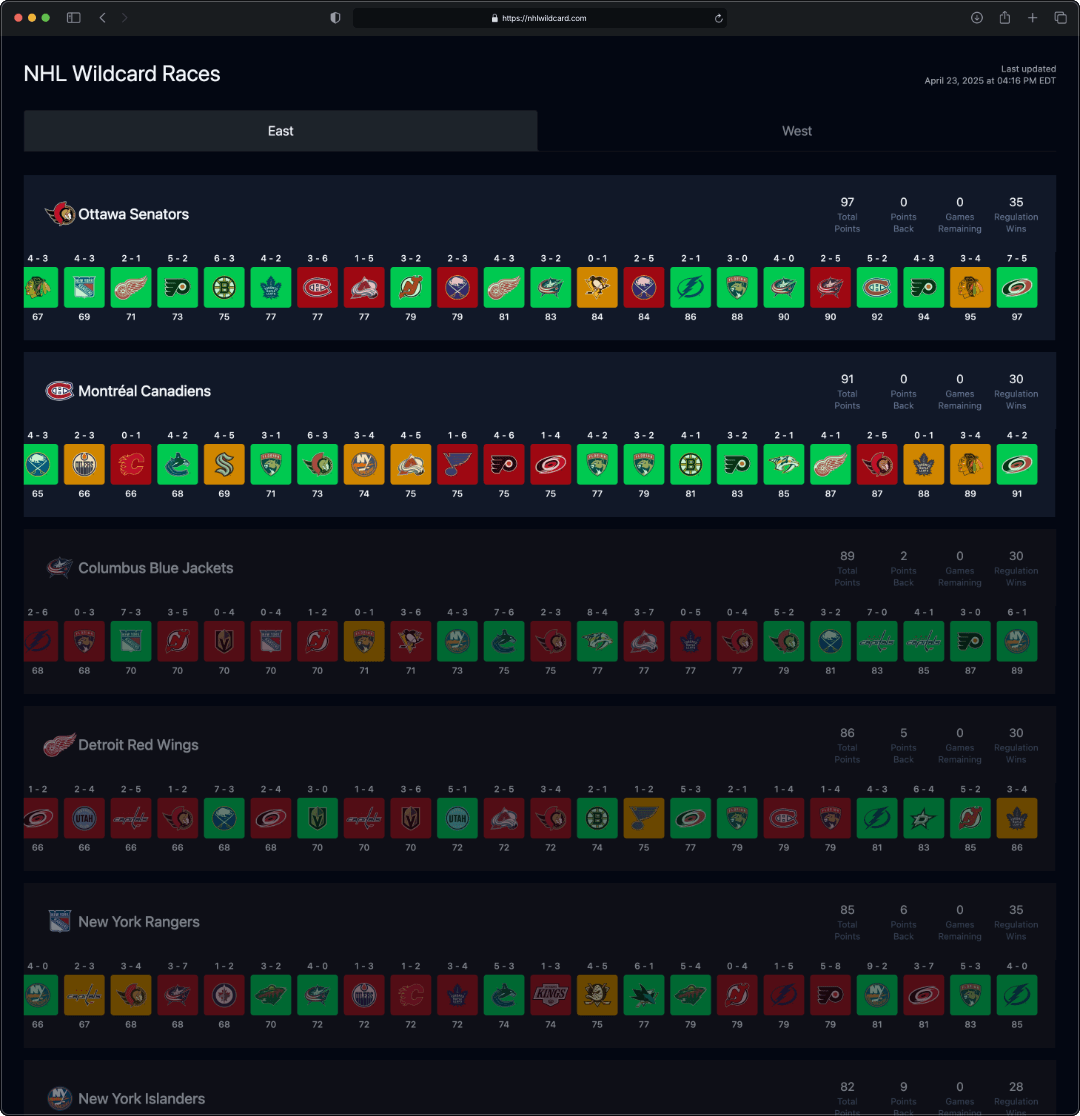 https://nhlwildcard.com
NHL Wildcard Races
Last updated
April 23, 2025 at 04:16 PM EDT
East West
Ottawa Senators
97 0 0 35
Total Points Games Regulation
Points Back Remaining Wins
4 - 3 4 - 3 2 - 1 5 - 2 6 - 3 4 - 2 3 - 6 1 - 5 3 - 2 2 - 3 4 - 3 3 - 2 0 - 1 2 - 5 2 - 1 3 - 0 4 - 0 2 - 5 5 - 2 4 - 3 3 - 4 7 - 5
67 69 71 73 75 77 77 77 79 79 81 83 84 84 86 88 90 90 92 94 95 97
Montréal Canadiens
91 0 0 30
Total Points Games Regulation
Points Back Remaining Wins
4 - 3 2 - 3 0 - 1 4 - 2 4 - 5 3 - 1 6 - 3 3 - 4 4 - 5 1 - 6 4 - 6 1 - 4 4 - 2 3 - 2 4 - 1 3 - 2 2 - 1 4 - 1 2 - 5 0 - 1 3 - 4 4 - 2
65 66 66 68 69 71 73 74 75 75 75 75 77 79 81 83 85 87 87 88 89 91
Columbus Blue Jackets
89 2 0 30
Total Points Games Regulation
Points Back Remaining Wins
2 - 6 0 - 3 7 - 3 3 - 5 0 - 4 0 - 4 1 - 2 0 - 1 3 - 6 4 - 3 7 - 6 2 - 3 8 - 4 3 - 7 0 - 5 0 - 4 5 - 2 3 - 2 7 - 0 4 - 1 3 - 0 6 - 1
68 68 70 70 70 70 70 71 71 73 75 75 77 77 77 77 79 81 83 85 87 89
Detroit Red Wings
86 5 0 30
Total Points Games Regulation
Points Back Remaining Wins
1 - 2 2 - 4 2 - 5 1 - 2 7 - 3 2 - 4 3 - 0 1 - 4 3 - 6 5 - 1 2 - 5 3 - 4 2 - 1 1 - 2 5 - 3 2 - 1 1 - 4 1 - 4 4 - 3 6 - 4 5 - 2 3 - 4
UTAH UTAH
66 66 66 66 68 68 70 70 70 72 72 72 74 75 77 79 79 79 81 83 85 86
New York Rangers
85 6 0 35
Total Points Games Regulation
Points Back Remaining Wins
4 - 0 2 - 3 3 - 4 3 - 7 1 - 2 3 - 2 4 - 0 1 - 3 1 - 2 3 - 4 5 - 3 1 - 3 4 - 5 6 - 1 5 - 4 0 - 4 1 - 5 5 - 8 9 - 2 3 - 7 5 - 3 4 - 0
KINGS
66 67 68 68 68 70 72 72 72 72 74 74 75 77 79 79 79 79 81 81 83 85
New York Islanders
82 9 0 28
Total Points Games Regulation
Points Back Remaining Wins